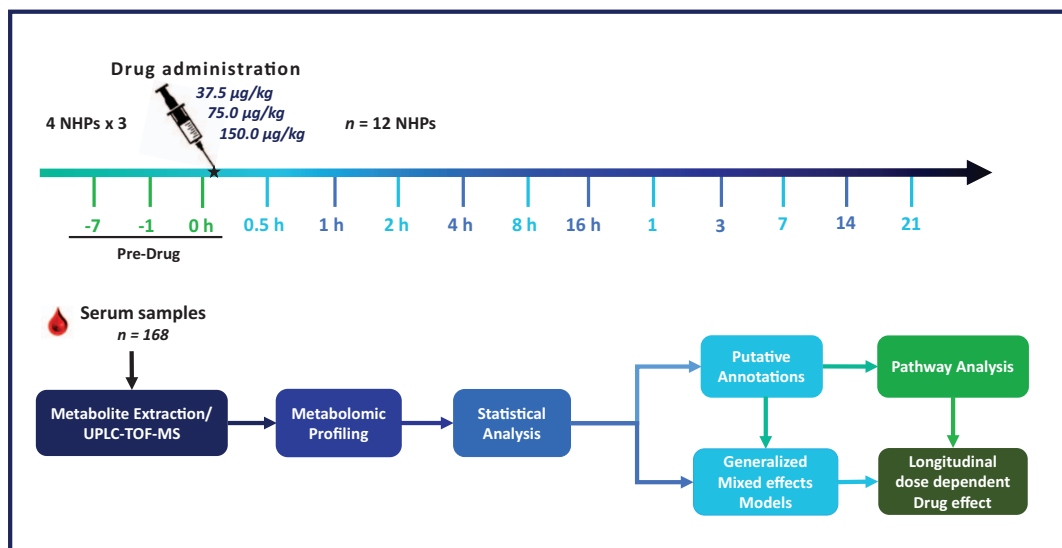 Drug administration
37.5 µg/kg
75.0 µg/kg
150.0 µg/kg
4 NHPs x 3
n = 12 NHPs
-7 -1 0 h 0.5 h 1 h 2 h 4 h 8 h 16 h 1 3 7 14 21
Pre-Drug
Serum samples
n = 168
Metabolite Extraction/
UPLC-TOF-MS
Metabolomic
Profiling
Statistical
Analysis
Putative
Annotations
Pathway Analysis
Generalized
Mixed effects
Models
Longitudinal
dose dependent
Drug effect